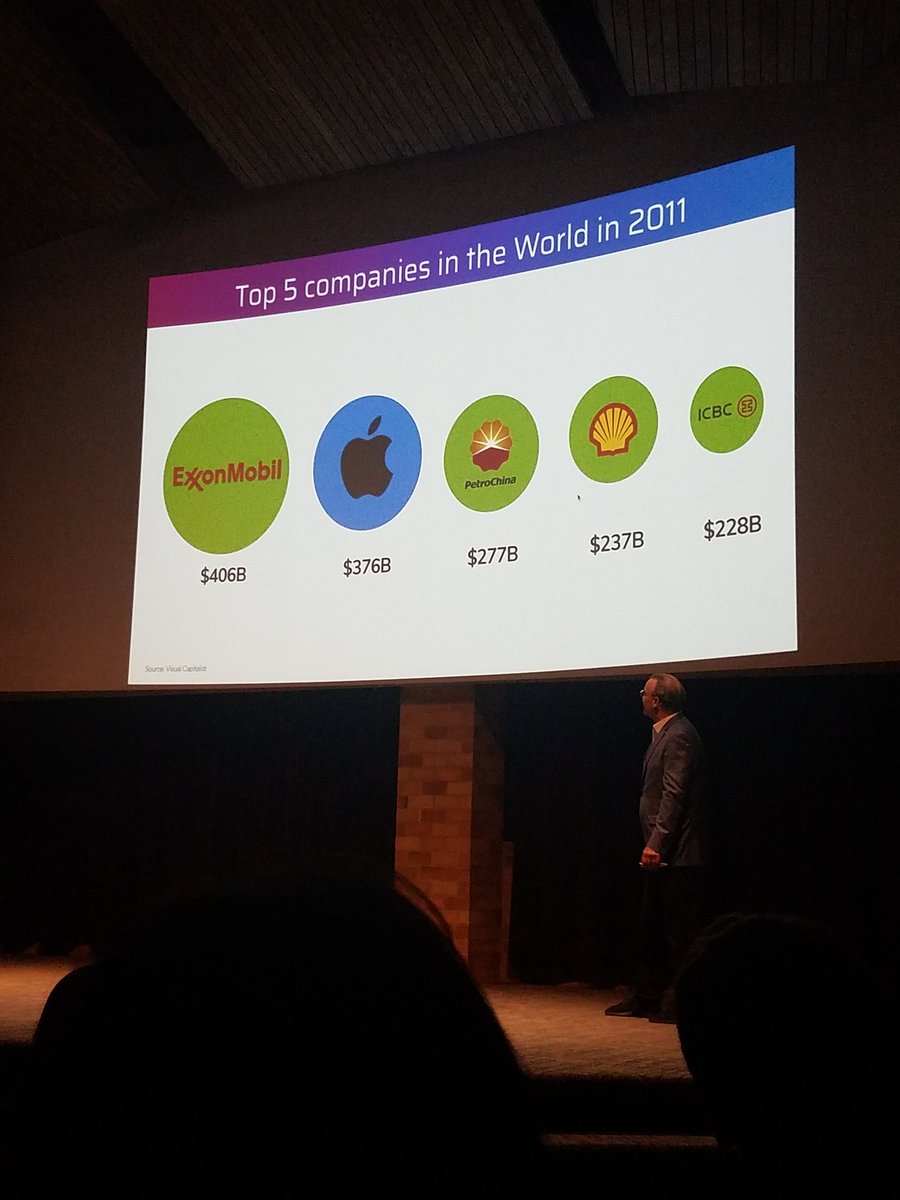 Top 5 companies in the World in 2011
ExxonMobil
PetroChina
ICBC
$406B
$376B
$277B
$237B
$228B
Source: Visual Capitalist